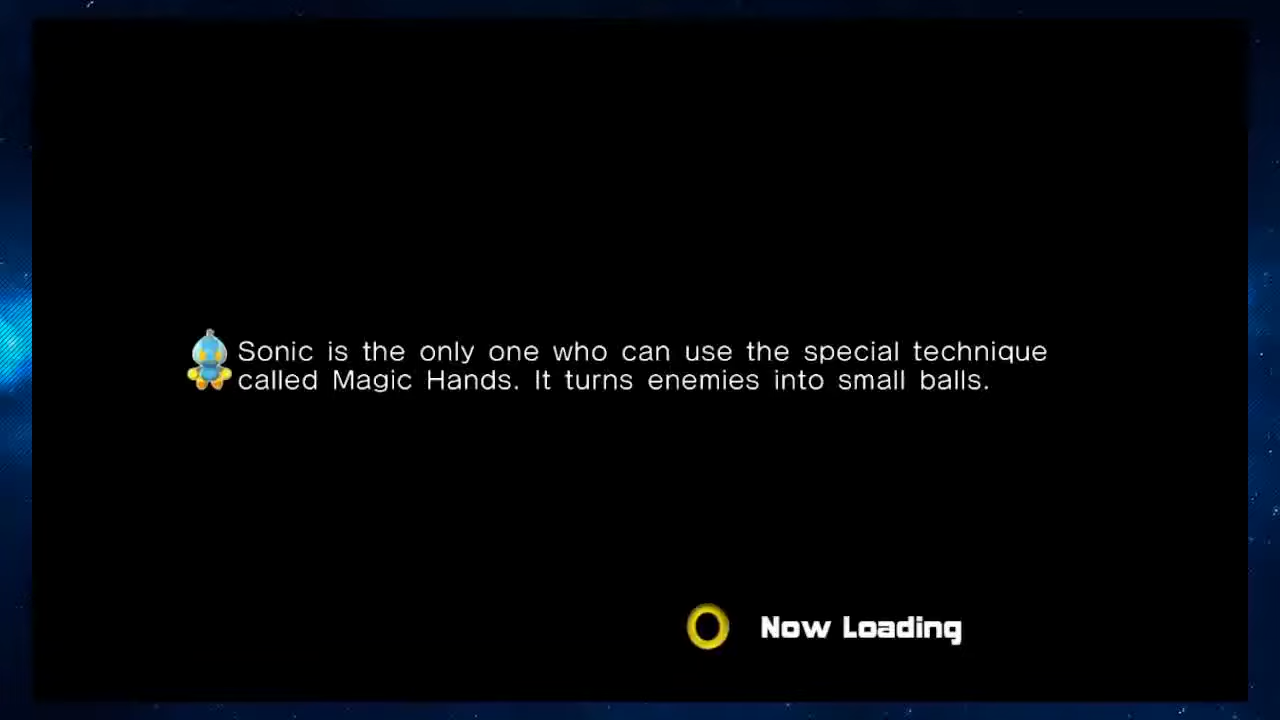 Sonic is the only one who can use the special technique
called Magic Hands. It turns enemies into small balls.
Now Loading